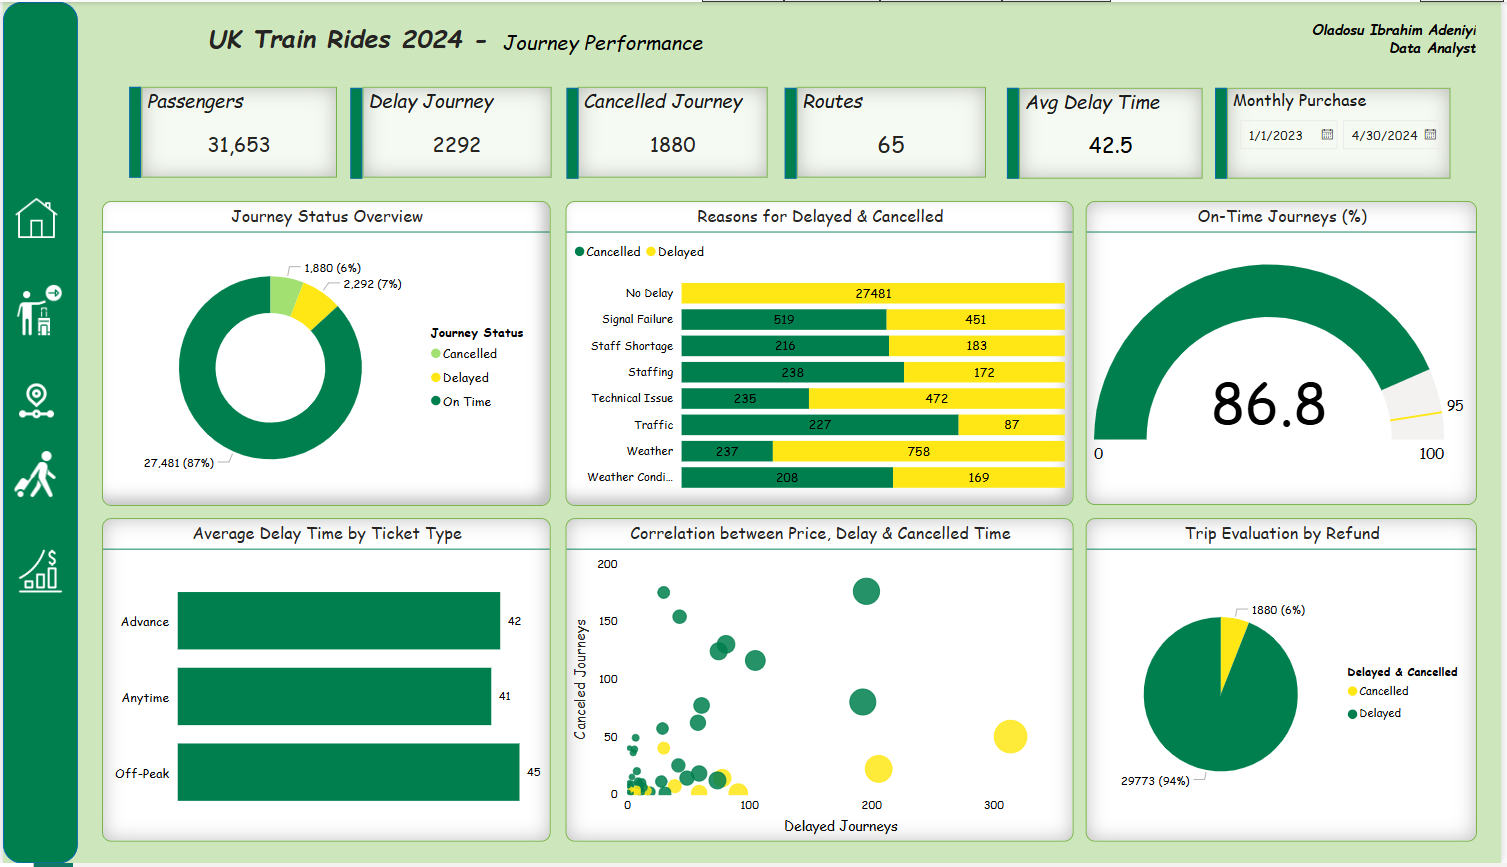 UK Train Rides 2024 - Journey Performance
Oladosu Ibrahim Adeniyi
Data Analyst
Passengers
31,653
Delay Journey
2292
Cancelled Journey
1880
Routes
65
Avg Delay Time
42.5
Monthly Purchase
1/1/2023 4/30/2024
Journey Status Overview
1,880 (6%)
2,292 (7%)
27,481 (87%)
Journey Status
Cancelled
Delayed
On Time
Reasons for Delayed & Cancelled
Cancelled Delayed
No Delay 27481
Signal Failure 519 451
Staff Shortage 216 183
Staffing 238 172
Technical Issue 235 472
Traffic 227 87
Weather 237 758
Weather Condi... 208 169
On-Time Journeys (%)
86.8
95
0 100
Average Delay Time by Ticket Type
Advance 42
Anytime 41
Off-Peak 45
Correlation between Price, Delay & Cancelled Time
Canceled Journeys
200
150
100
50
0
0 100 200 300
Delayed Journeys
Trip Evaluation by Refund
1880 (6%)
29773 (94%)
Delayed & Cancelled
Cancelled
Delayed
$